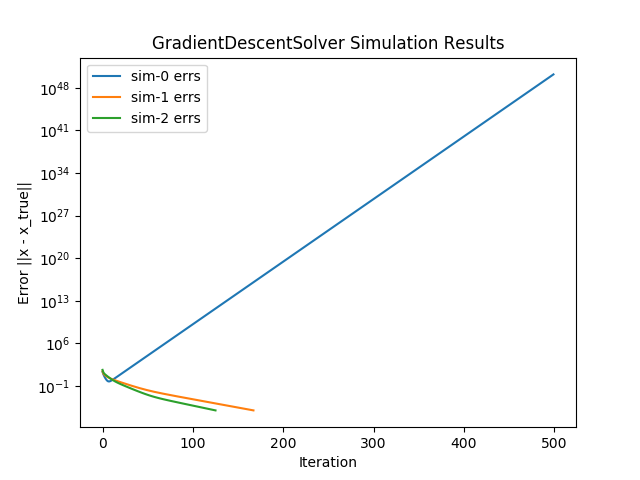 GradientDescentSolver Simulation Results
sim-0 errs
sim-1 errs
sim-2 errs
Error ||x - x_true||
10^48
10^41
10^34
10^27
10^20
10^13
10^6
10^−1
0 100 200 300 400 500
Iteration